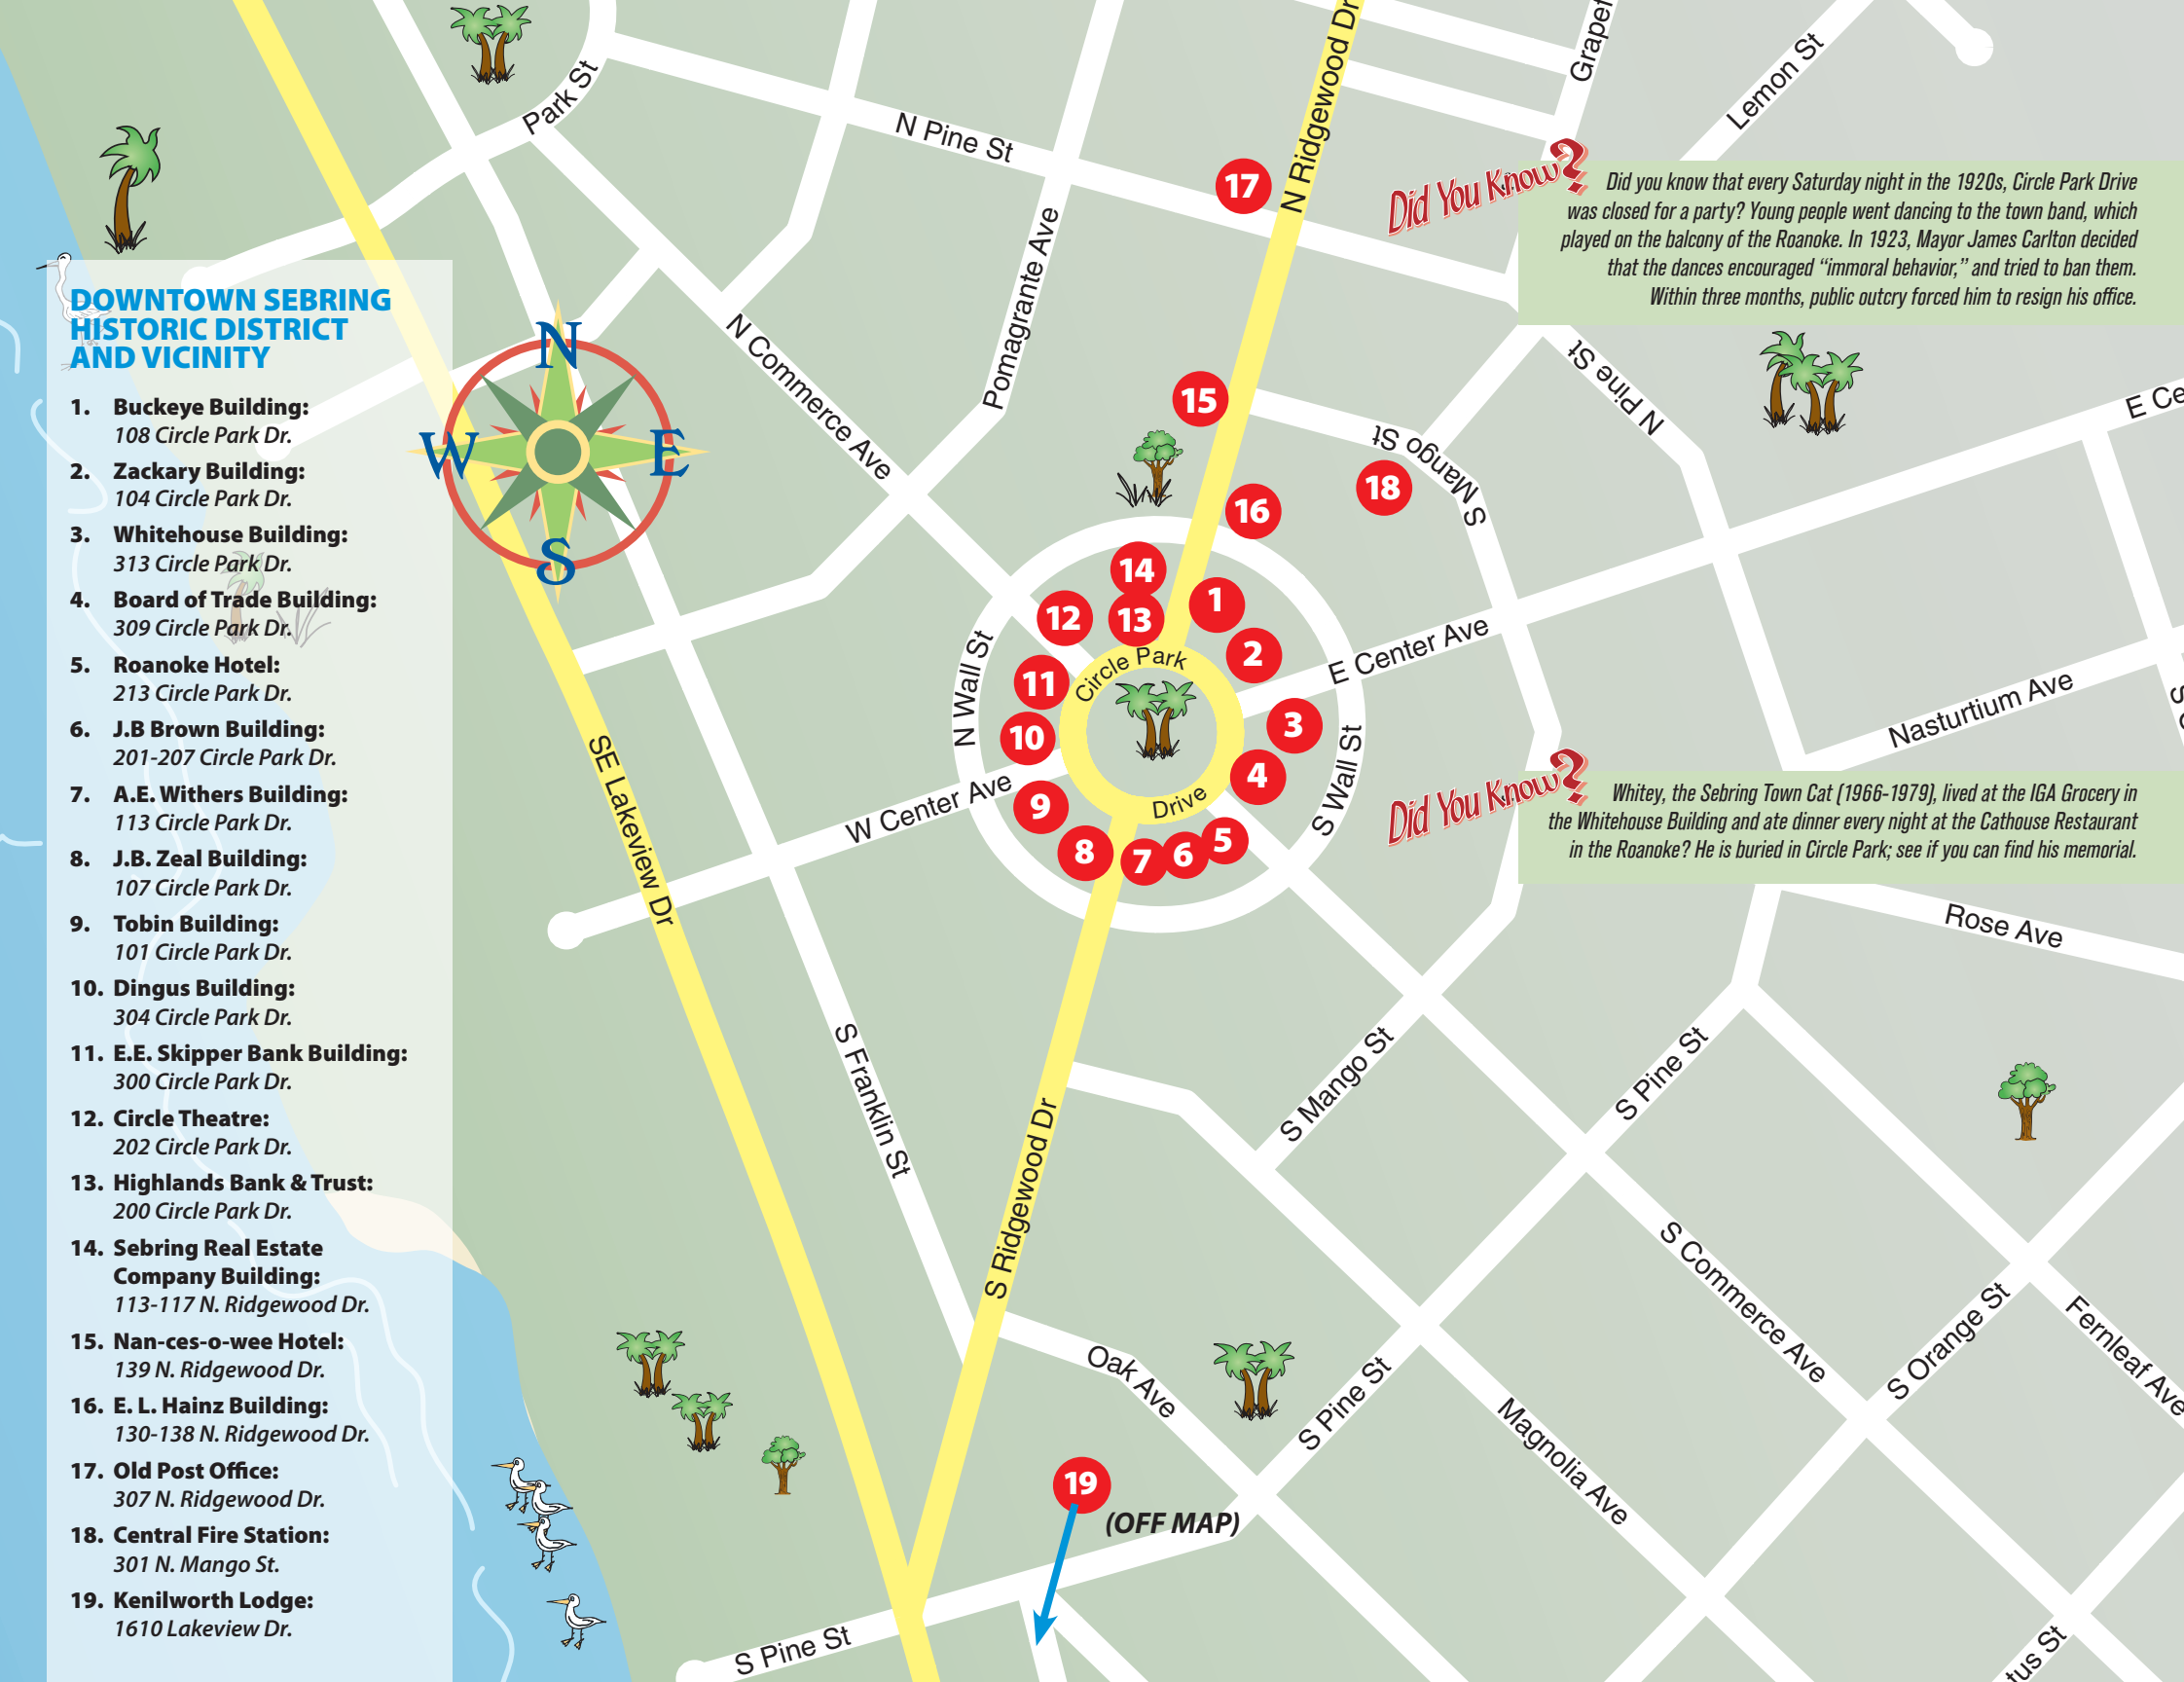 DOWNTOWN SEBRING
HISTORIC DISTRICT
AND VICINITY
1. Buckeye Building:
108 Circle Park Dr.
2. Zackary Building:
104 Circle Park Dr.
3. Whitehouse Building:
313 Circle Park Dr.
4. Board of Trade Building:
309 Circle Park Dr.
5. Roanoke Hotel:
213 Circle Park Dr.
6. J.B Brown Building:
201-207 Circle Park Dr.
7. A.E. Withers Building:
113 Circle Park Dr.
8. J.B. Zeal Building:
107 Circle Park Dr.
9. Tobin Building:
101 Circle Park Dr.
10. Dingus Building:
304 Circle Park Dr.
11. E.E. Skipper Bank Building:
300 Circle Park Dr.
12. Circle Theatre:
202 Circle Park Dr.
13. Highlands Bank & Trust:
200 Circle Park Dr.
14. Sebring Real Estate
Company Building:
113-117 N. Ridgewood Dr.
15. Nan-ces-o-wee Hotel:
139 N. Ridgewood Dr.
16. E. L. Hainz Building:
130-138 N. Ridgewood Dr.
17. Old Post Office:
307 N. Ridgewood Dr.
18. Central Fire Station:
301 N. Mango St.
19. Kenilworth Lodge:
1610 Lakeview Dr.
N
W
E
S
Park St
N Pine St
N Ridgewood Dr
Grapef
Lemon St
17
Did You Know?
Did you know that every Saturday night in the 1920s, Circle Park Drive
was closed for a party? Young people went dancing to the town band, which
played on the balcony of the Roanoke. In 1923, Mayor James Carlton decided
that the dances encouraged “immoral behavior,” and tried to ban them.
Within three months, public outcry forced him to resign his office.
N Commerce Ave
Pomagrante Ave
15
S Mango St
N Pine St
E Ce
18
16
14
13
12
1
2
11
10
3
4
9
8
7
6
5
Circle Park
Drive
N Wall St
S Wall St
E Center Ave
W Center Ave
Nasturtium Ave
Did You Know?
Whitey, the Sebring Town Cat (1966-1979), lived at the IGA Grocery in
the Whitehouse Building and ate dinner every night at the Cathouse Restaurant
in the Roanoke? He is buried in Circle Park; see if you can find his memorial.
SE Lakeview Dr
Rose Ave
S Franklin St
S Mango St
S Pine St
S Ridgewood Dr
S Commerce Ave
S Orange St
Fernleaf Ave
Oak Ave
S Pine St
Magnolia Ave
19
(OFF MAP)
S Pine St
tus St